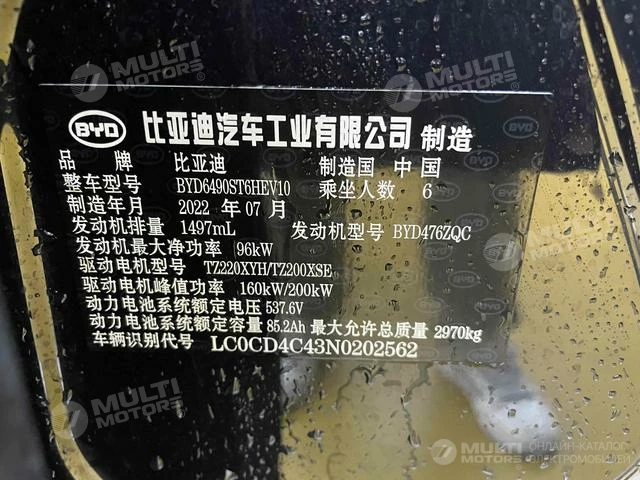 BYD 比亚迪汽车工业有限公司 制造
品 牌 比亚迪 制造国 中 国
整车型号 BYD6490ST6HEV10 乘坐人数 6
制造年月 2022 年 07 月
发动机排量 1497mL 发动机型号 BYD476ZQC
发动机最大净功率 96kW
驱动电机型号 TZ220XYH/TZ200XSE
驱动电机峰值功率 160kW/200kW
动力电池系统额定电压 537.6V
动力电池系统额定容量 85.2Ah 最大允许总质量 2970kg
车辆识别代号 LC0CD4C43N0202562
MULTI MOTORS
MULTI MOTORS
MULTI MOTORS
MULTI MOTORS
MULTI MOTORS ОНЛАЙН-КАТАЛОГ ЭЛЕКТРОМОБИЛЕЙ